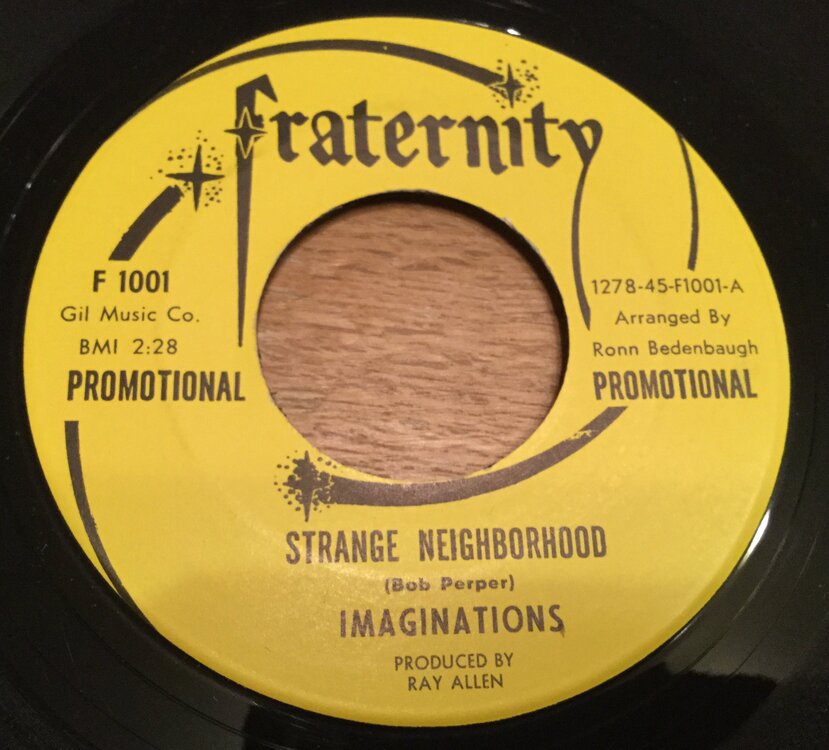 Fraternity
F 1001
Gil Music Co.
BMI 2:28
PROMOTIONAL
1278-45-F1001-A
Arranged By
Ronn Bedenbaugh
PROMOTIONAL
STRANGE NEIGHBORHOOD
(Bob Perper)
IMAGINATIONS
PRODUCED BY
RAY ALLEN